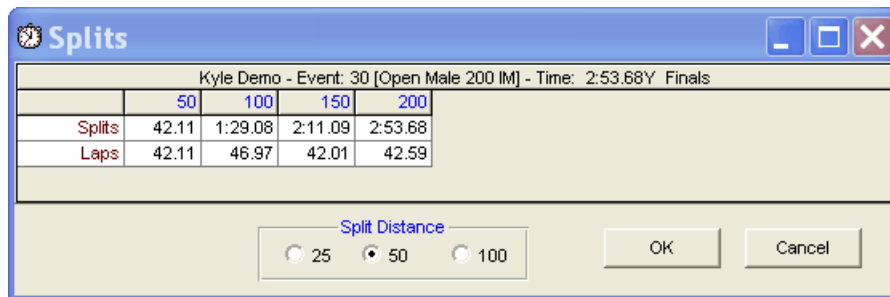 Splits
Kyle Demo - Event: 30 [Open Male 200 IM] - Time: 2:53.68Y Finals
50 100 150 200
Splits 42.11 1:29.08 2:11.09 2:53.68
Laps 42.11 46.97 42.01 42.59
Split Distance
25 50 100 OK Cancel